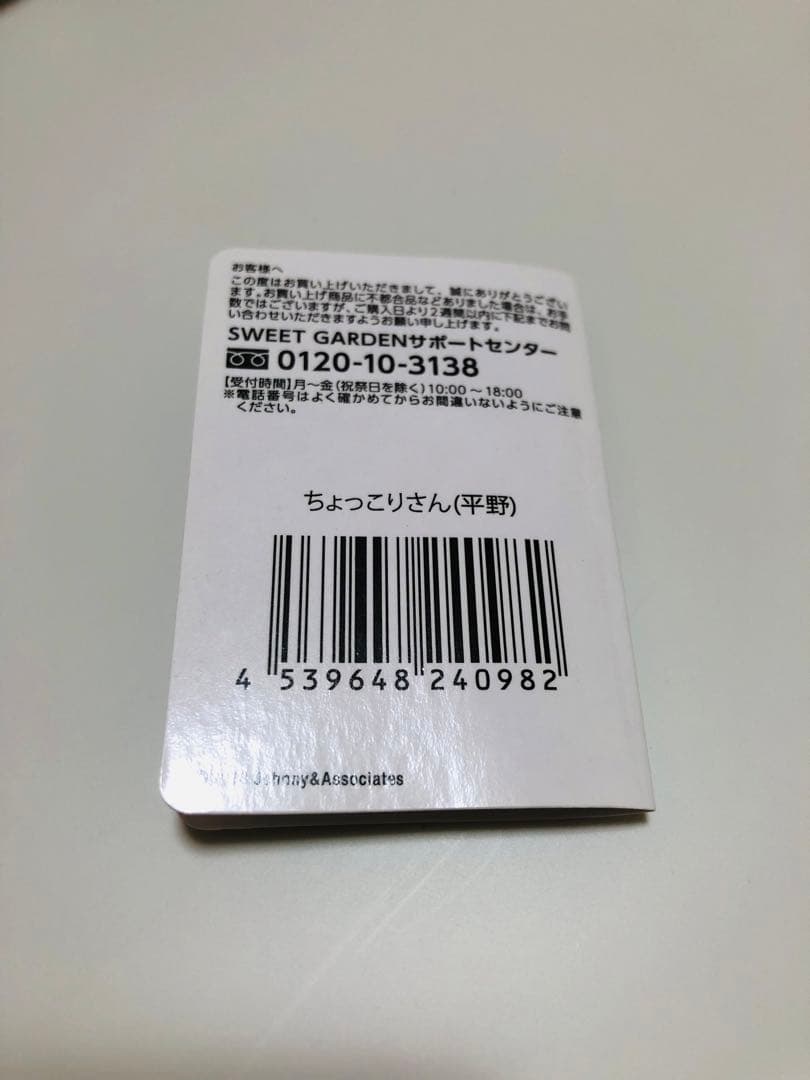 お客様へ
この度はお買い上げいただきまして、誠にありがとうござい
ます。お買い上げ商品に不都合品などありました場合は、お手
数ではございますが、ご購入日より2週間以内に下記までお問
い合わせいただきますようお願い申し上げます。
SWEET GARDENサポートセンター
0120-10-3138
【受付時間】月〜金(祝祭日を除く)10:00〜18:00
※電話番号はよく確かめてからお間違いないようにご注意
ください。
ちょっこりさん(平野)
4 539648 240982
Johnny&Associates